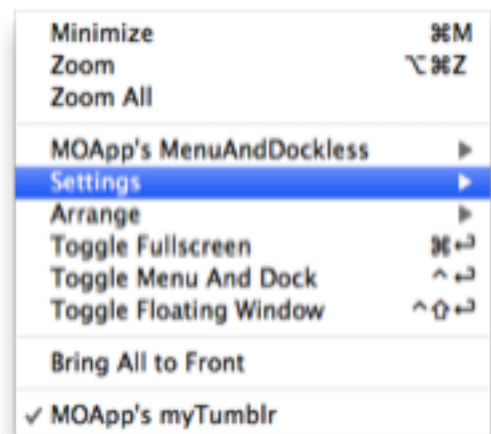 Minimize ⌘M
Zoom ⌥⌘Z
Zoom All
MOApp's MenuAndDockless ▶
Settings ▶
Arrange ▶
Toggle Fullscreen ⌘↩
Toggle Menu And Dock ^↩
Toggle Floating Window ^⇧↩
Bring All to Front
✓ MOApp's myTumblr